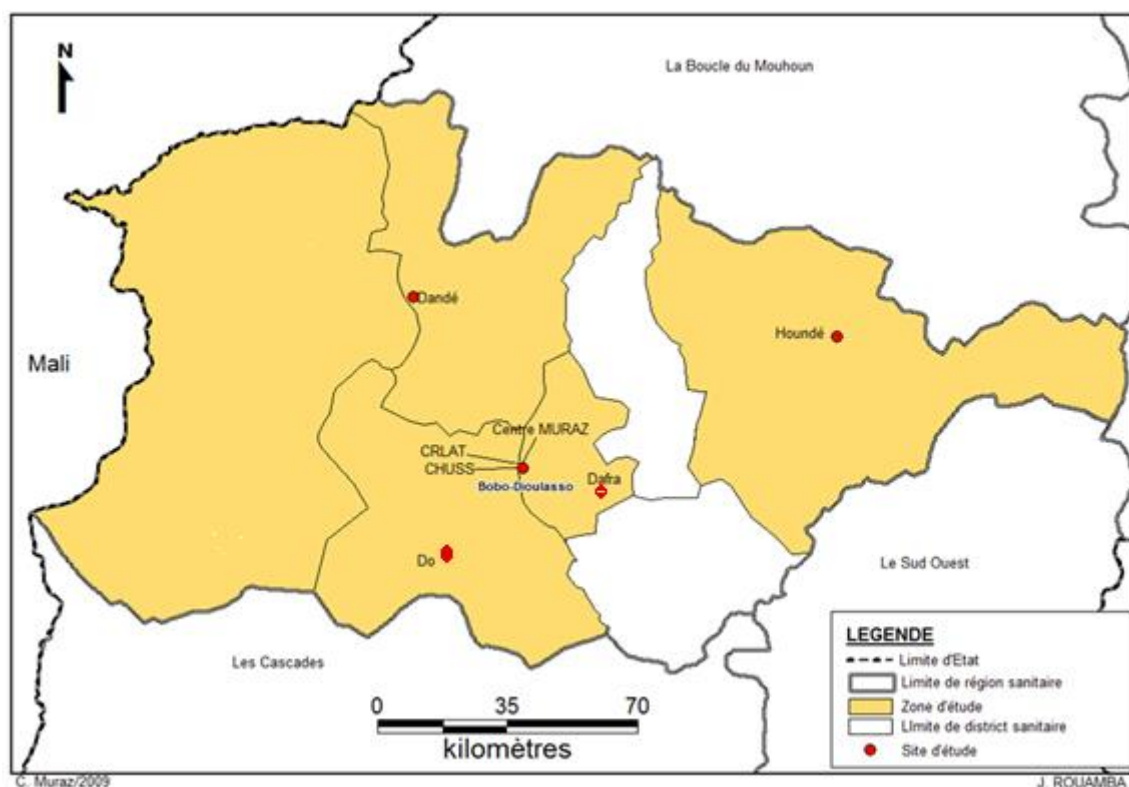 N
La Boucle du Mouhoun
Dandé
Houndé
Mali
Centre MURAZ
CRLAT
CHUSS
Dafra
Bobo-Dioulasso
Do
Le Sud Ouest
Les Cascades
LEGENDE
Limite d'Etat
Limite de région sanitaire
Zone d'étude
LImite de district sanitaire
Site d'étude
0 35 70
kilomètres
C. Muraz/2009
J. ROUAMBA